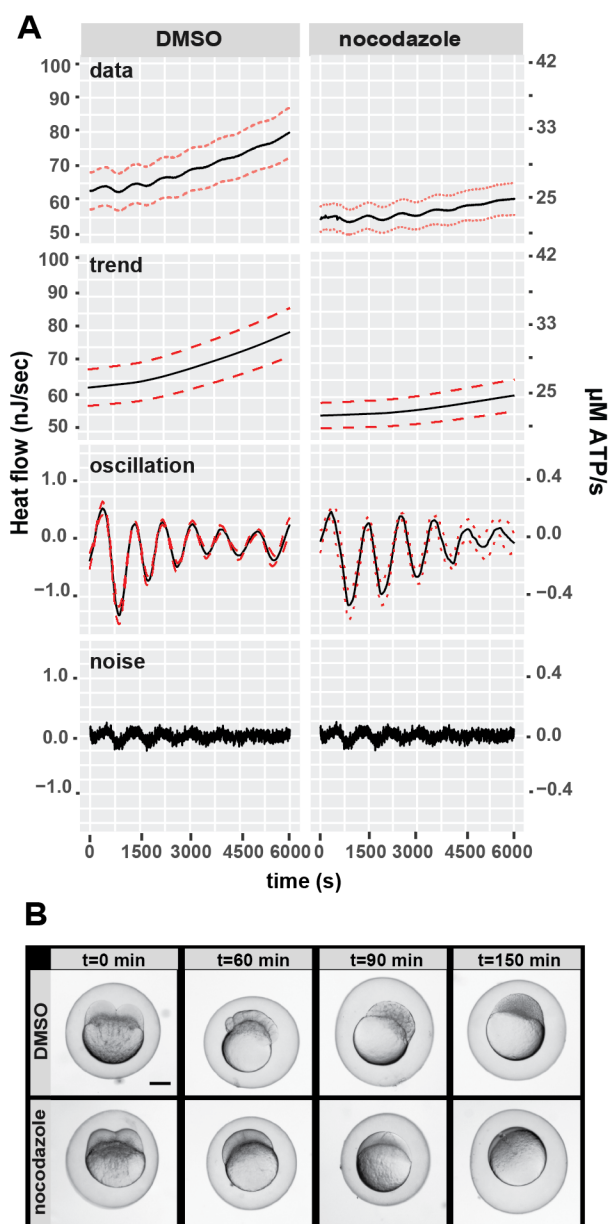 A
DMSO
nocodazole
data
100
90
80
70
60
50
42
33
25
trend
100
90
80
70
60
50
42
33
25
Heat flow (nJ/sec)
µM ATP/s
oscillation
1.0
0.0
−1.0
0.4
0.0
−0.4
noise
1.0
0.0
−1.0
0.4
0.0
−0.4
0 1500 3000 4500 6000
0 1500 3000 4500 6000
time (s)
B
t=0 min
t=60 min
t=90 min
t=150 min
DMSO
nocodazole